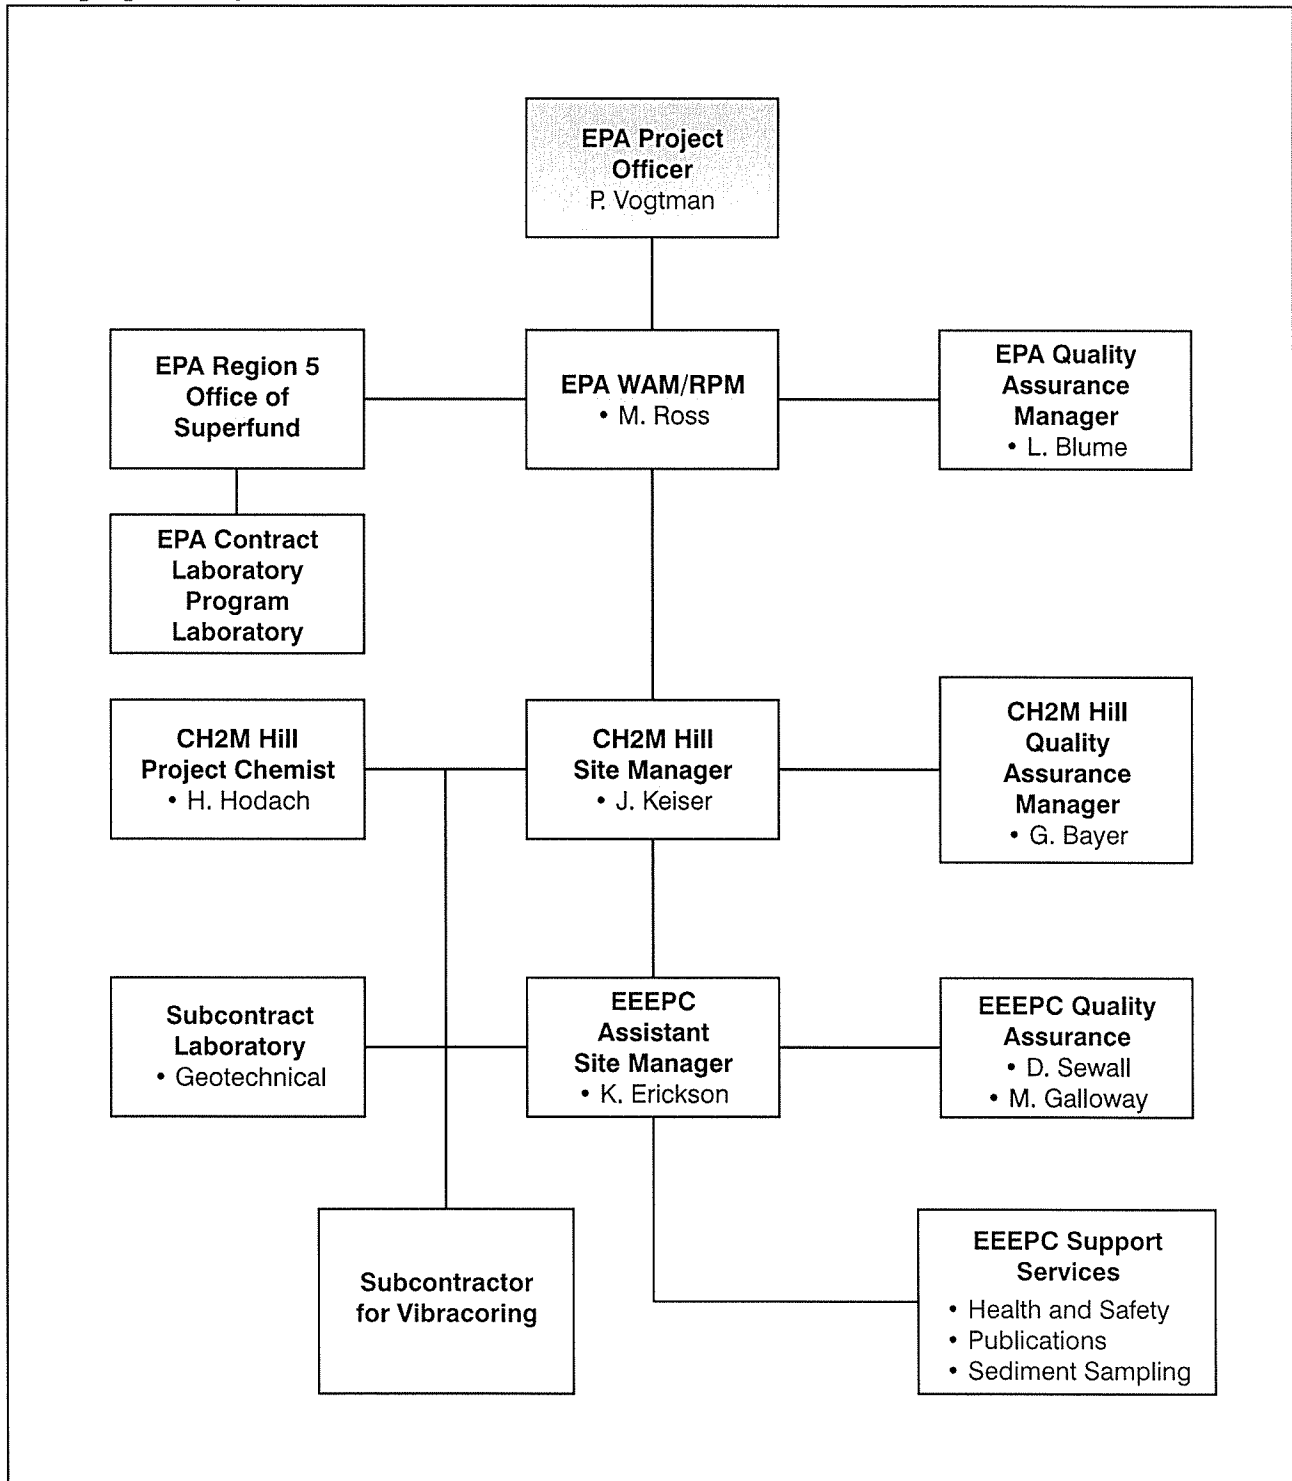 EPA Project
Officer
P. Vogtman
EPA Region 5
Office of
Superfund
EPA WAM/RPM
• M. Ross
EPA Quality
Assurance
Manager
• L. Blume
EPA Contract
Laboratory
Program
Laboratory
CH2M Hill
Project Chemist
• H. Hodach
CH2M Hill
Site Manager
• J. Keiser
CH2M Hill
Quality
Assurance
Manager
• G. Bayer
Subcontract
Laboratory
• Geotechnical
EEEPC
Assistant
Site Manager
• K. Erickson
EEEPC Quality
Assurance
• D. Sewall
• M. Galloway
Subcontractor
for Vibracoring
EEEPC Support
Services
• Health and Safety
• Publications
• Sediment Sampling